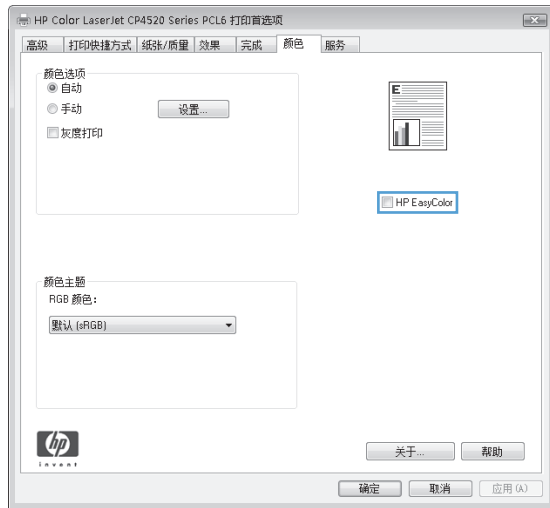 HP Color LaserJet CP4520 Series PCL6 打印首选项
高级 打印快捷方式 纸张/质量 效果 完成 颜色 服务
颜色选项
自动
手动 设置...
灰度打印
E
HP EasyColor
颜色主题
RGB 颜色：
默认 (sRGB)
hp
invent
关于... 帮助
确定 取消 应用 (A)